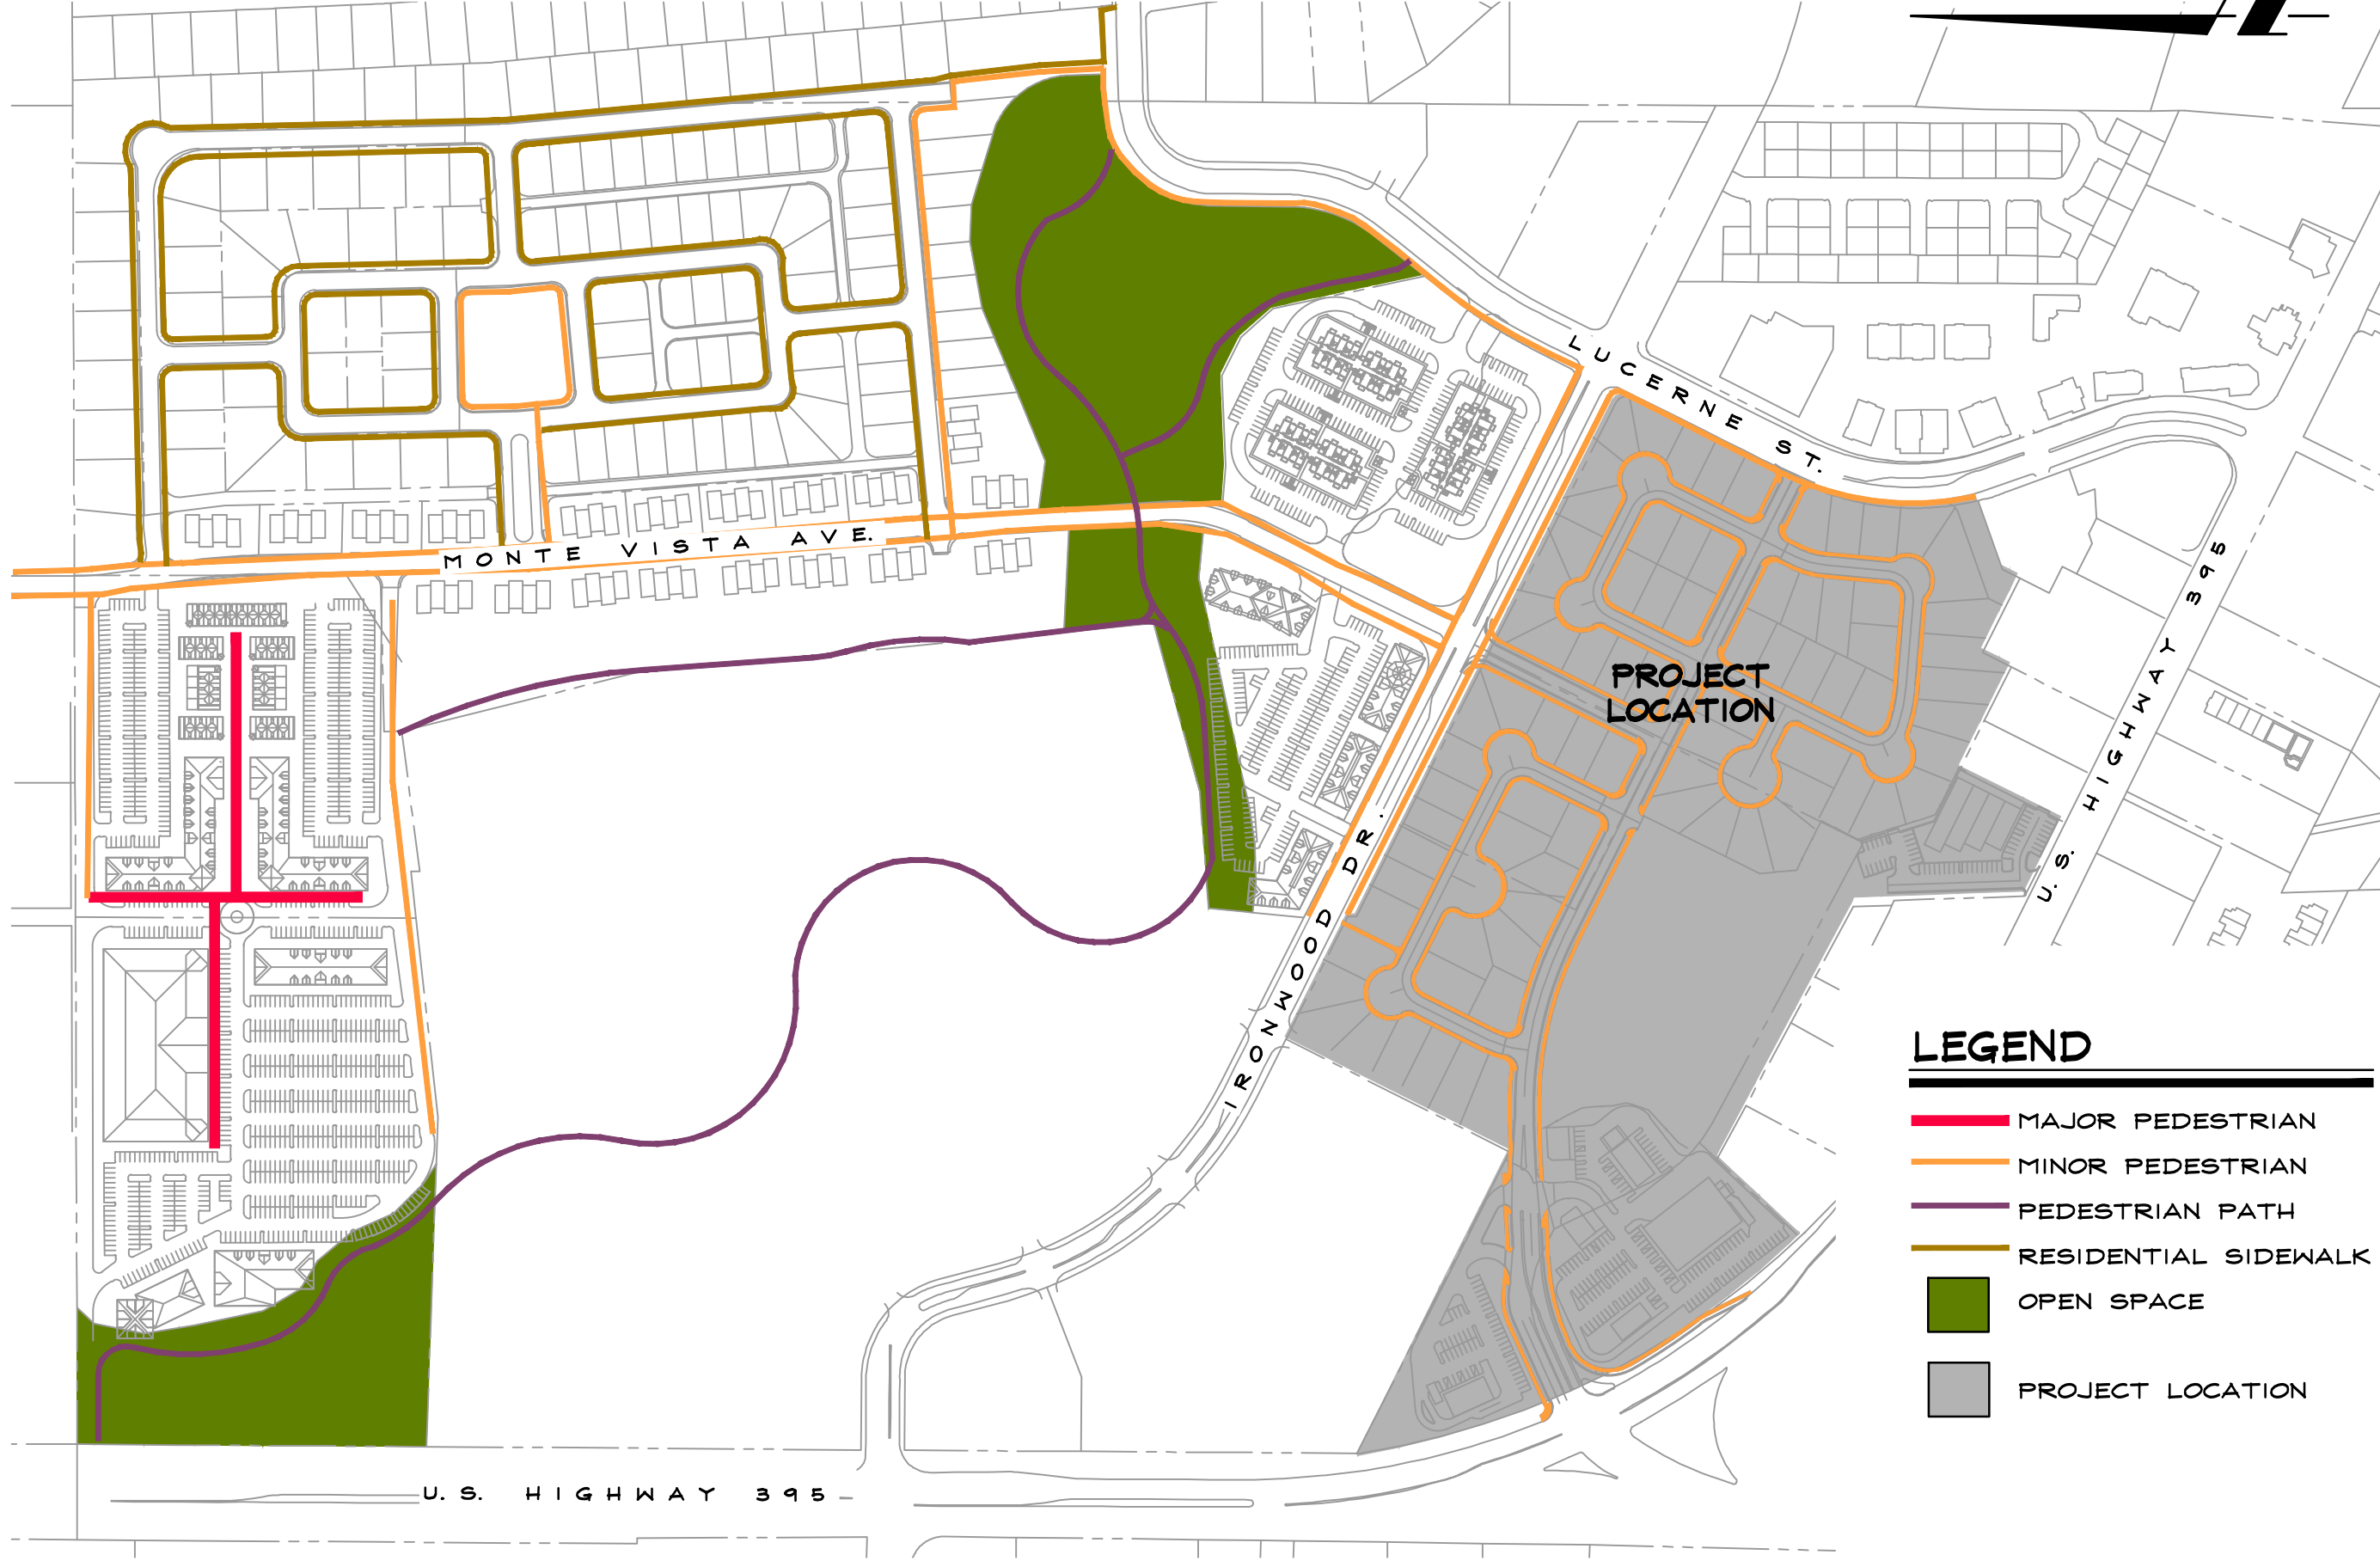 LUCERNE ST.
MONTE VISTA AVE.
PROJECT
LOCATION
U.S. HIGHWAY 395
IRONWOOD DR.
LEGEND
MAJOR PEDESTRIAN
MINOR PEDESTRIAN
PEDESTRIAN PATH
RESIDENTIAL SIDEWALK
OPEN SPACE
PROJECT LOCATION
U.S. HIGHWAY 395